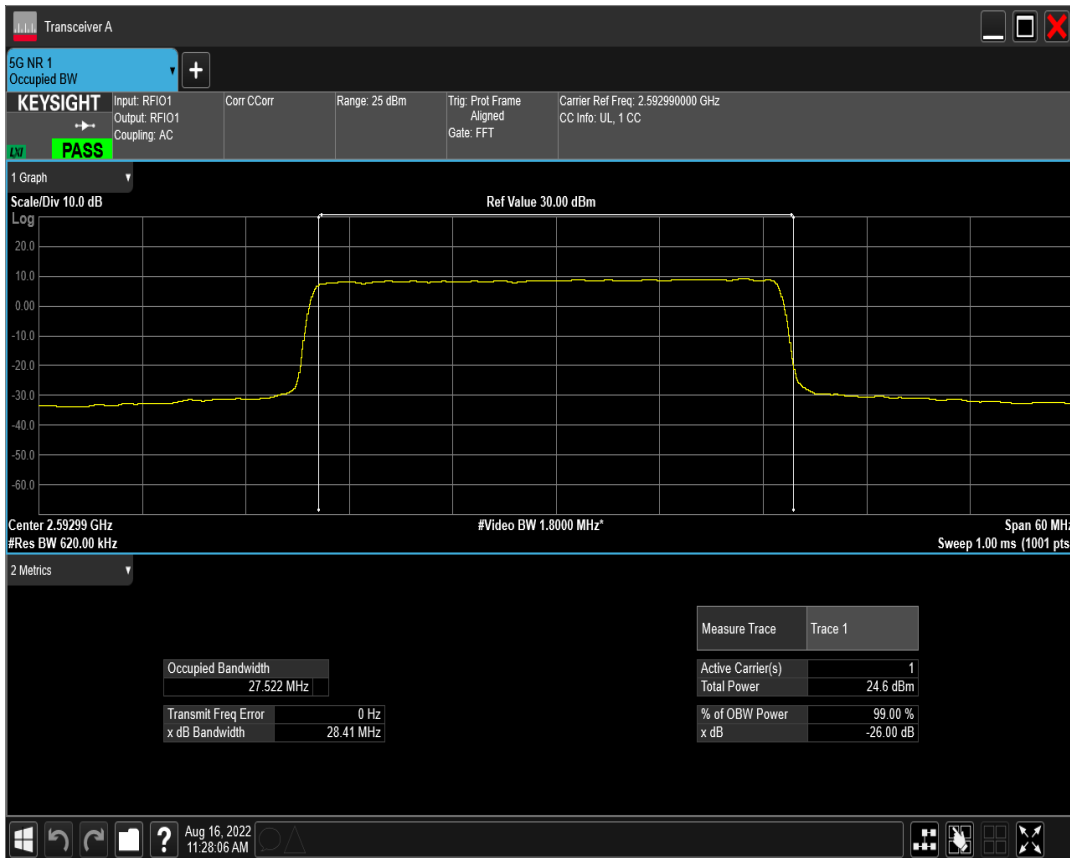 Transceiver A
5G NR 1
Occupied BW
+
KEYSIGHT
LXI
PASS
Input: RFIO1
Output: RFIO1
Coupling: AC
Corr CCorr
Range: 25 dBm
Trig: Prot Frame
Aligned
Gate: FFT
Carrier Ref Freq: 2.592990000 GHz
CC Info: UL, 1 CC
1 Graph
Scale/Div 10.0 dB
Ref Value 30.00 dBm
Log
20.0
10.0
0.00
-10.0
-20.0
-30.0
-40.0
-50.0
-60.0
Center 2.59299 GHz
#Video BW 1.8000 MHz*
Span 60 MHz
#Res BW 620.00 kHz
Sweep 1.00 ms (1001 pts
2 Metrics
Measure Trace Trace 1
Occupied Bandwidth
27.522 MHz
Active Carrier(s) 1
Total Power 24.6 dBm
Transmit Freq Error 0 Hz
x dB Bandwidth 28.41 MHz
% of OBW Power 99.00 %
x dB -26.00 dB
?
Aug 16, 2022
11:28:06 AM